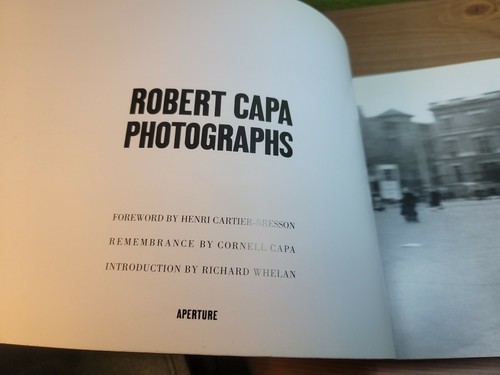 ROBERT CAPA
PHOTOGRAPHS
FOREWORD BY HENRI CARTIER-BRESSON
REMEMBRANCE BY CORNELL CAPA
INTRODUCTION BY RICHARD WHELAN
APERTURE